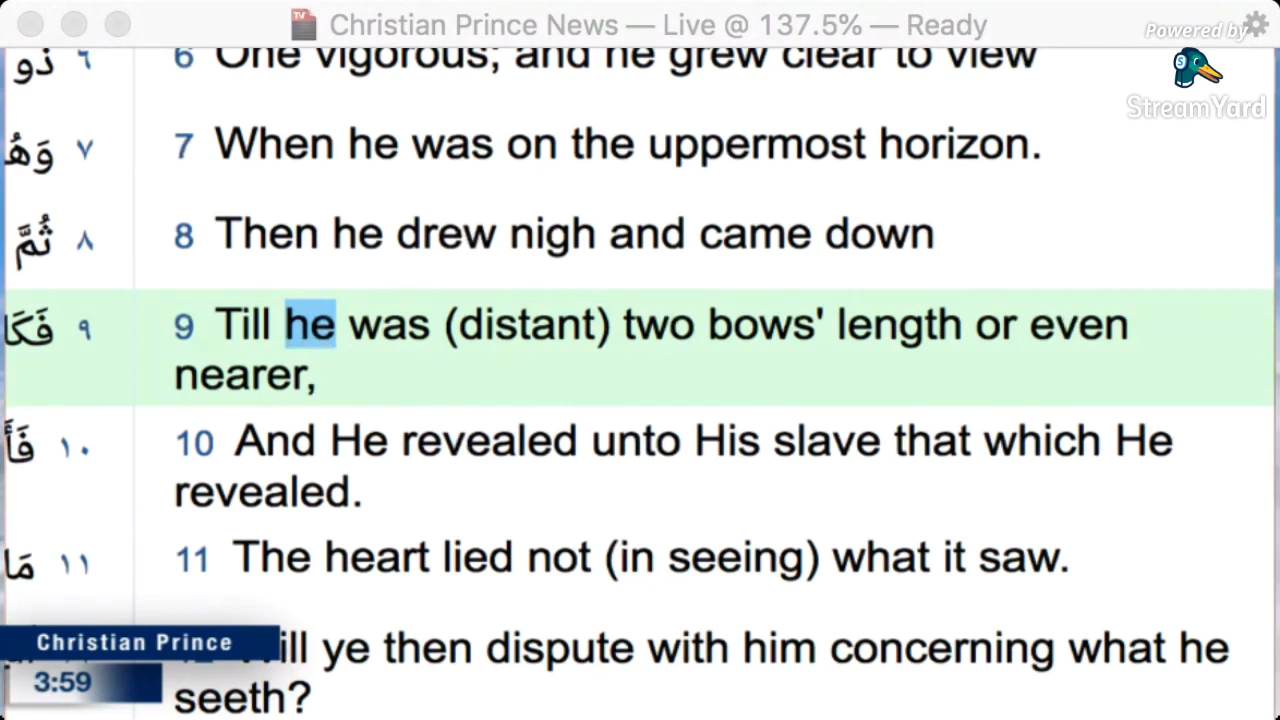 Christian Prince News — Live @ 137.5% — Ready
Powered by
StreamYard
ذُو ٦ 6 One vigorous; and he grew clear to view
وَهُ ٧ 7 When he was on the uppermost horizon.
ثُمَّ ٨ 8 Then he drew nigh and came down
فَكَا ٩ 9 Till he was (distant) two bows' length or even
nearer,
فَأَ ١٠ 10 And He revealed unto His slave that which He
revealed.
مَا ١١ 11 The heart lied not (in seeing) what it saw.
ye then dispute with him concerning what he
seeth?
Christian Prince
3:59